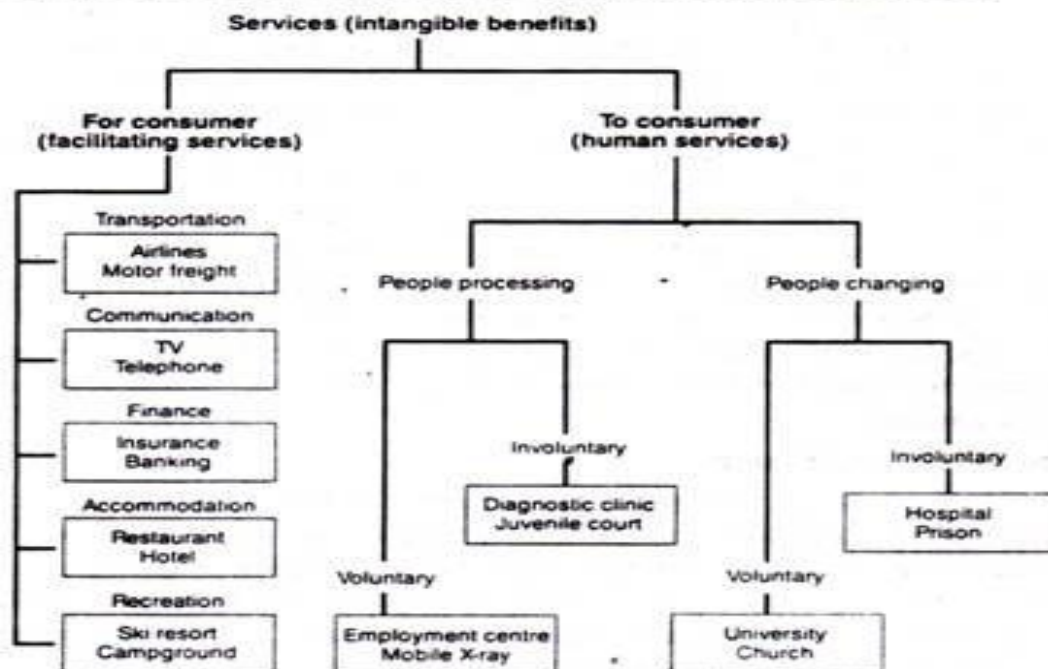 Services (intangible benefits)
For consumer
(facilitating services)
To consumer
(human services)
Transportation
Airlines
Motor freight
Communication
TV
Telephone
Finance
Insurance
Banking
Accommodation
Restaurant
Hotel
Recreation
Ski resort
Campground
People processing
People changing
Involuntary
Diagnostic clinic
Juvenile court
Involuntary
Hospital
Prison
Voluntary
Employment centre
Mobile X-ray
Voluntary
University
Church